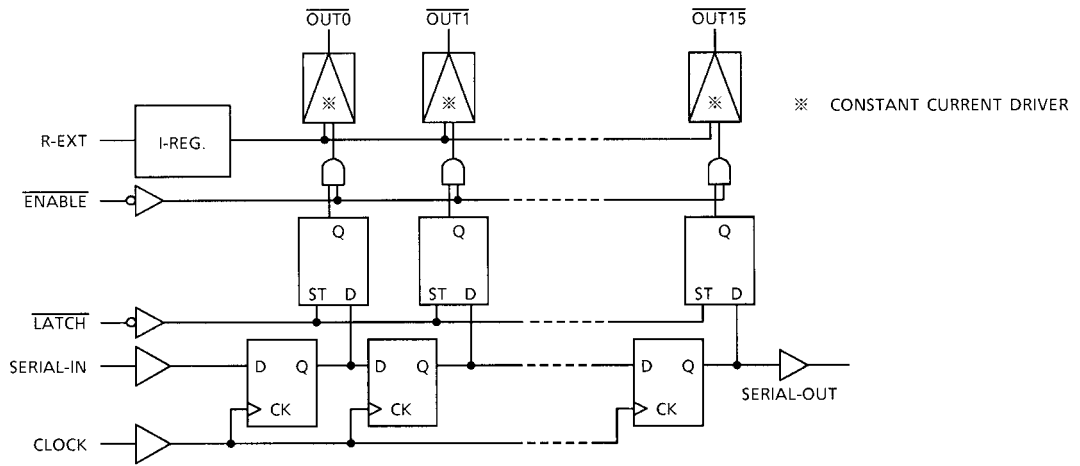 OUT0 OUT1 OUT15
※ ※ ※ ※ CONSTANT CURRENT DRIVER
R-EXT I-REG.
ENABLE
Q Q Q
ST D ST D ST D
LATCH
SERIAL-IN D Q D Q D Q
SERIAL-OUT
CK CK CK
CLOCK